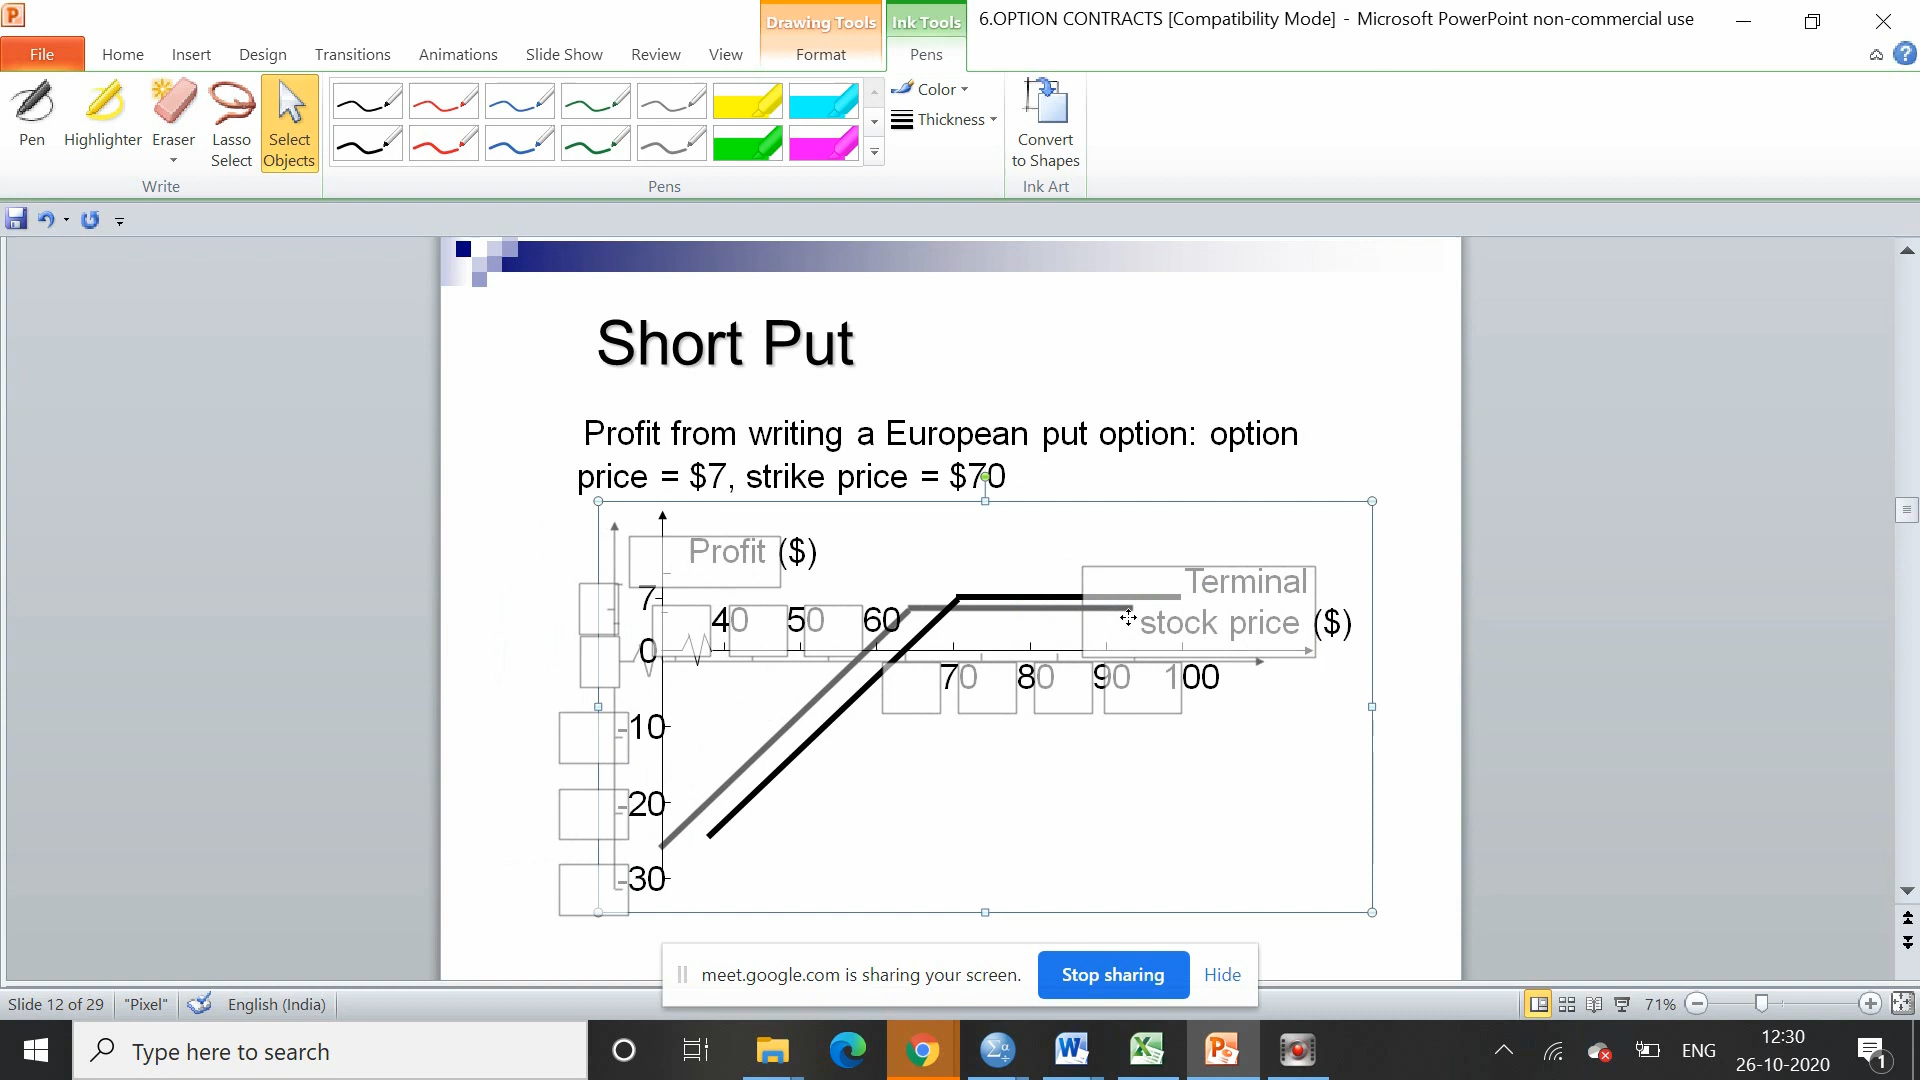 Drawing Tools
Ink Tools
6.OPTION CONTRACTS [Compatibility Mode] - Microsoft PowerPoint non-commercial use
File
Home
Insert
Design
Transitions
Animations
Slide Show
Review
View
Format
Pens
Pen
Highlighter
Eraser
Lasso
Select
Select
Objects
Color
Thickness
Convert
to Shapes
Write
Pens
Ink Art
Short Put
Profit from writing a European put option: option
price = $7, strike price = $70
Profit ($)
Terminal
stock price ($)
7
40 50 60
0
70 80 90 100
10
20
30
meet.google.com is sharing your screen.
Stop sharing
Hide
Slide 12 of 29
"Pixel"
English (India)
71%
Type here to search
ENG
12:30
26-10-2020
1